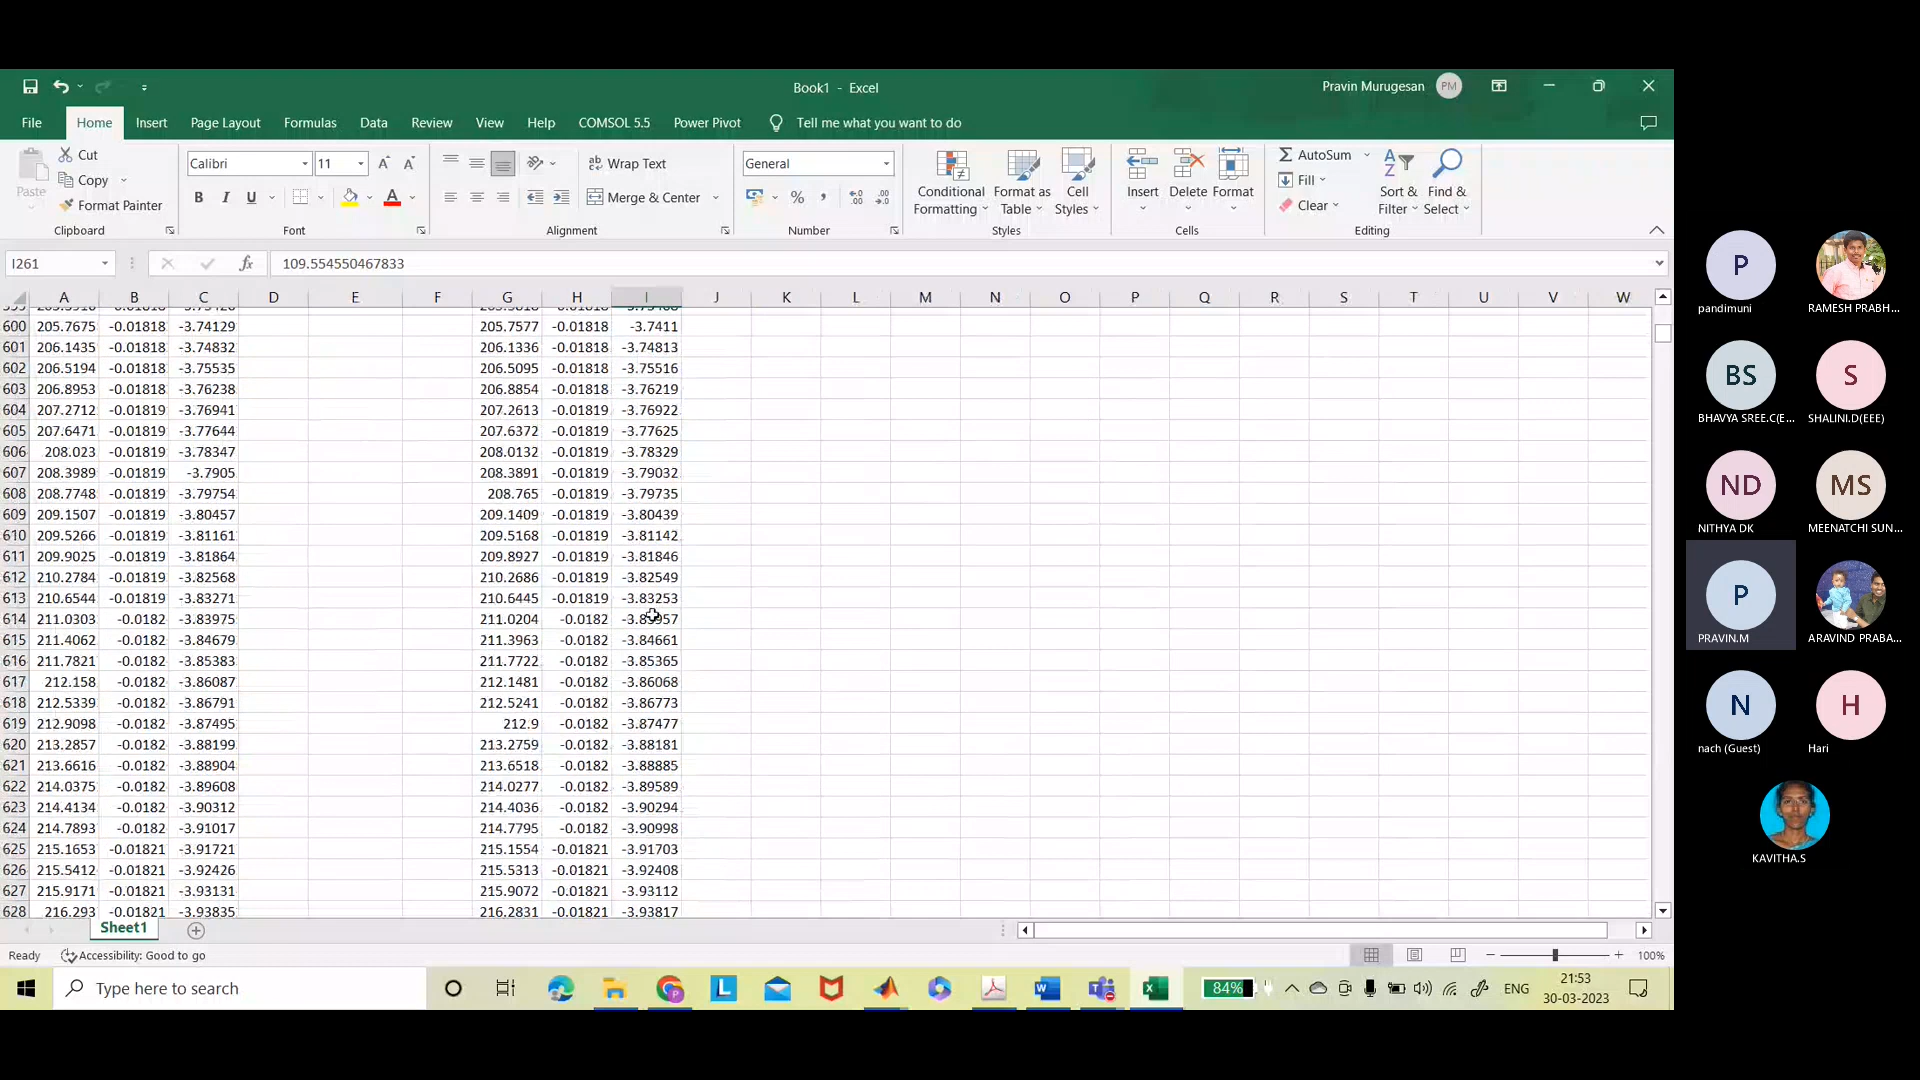 Book1 - Excel
Pravin Murugesan PM
File Home Insert Page Layout Formulas Data Review View Help COMSOL 5.5 Power Pivot Tell me what you want to do
Paste
Cut
Copy
Format Painter
Clipboard
Calibri 11
B I U
Font
Wrap Text
Merge & Center
Alignment
General
%
Number
Conditional Formatting
Format as Table
Cell Styles
Styles
Insert Delete Format
Cells
AutoSum
Fill
Clear
Sort & Filter
Find & Select
Editing
I261 fx 109.554550467833
A B C D E F G H I J K L M N O P Q R S T U V W
600 205.7675 -0.01818 -3.74129 205.7577 -0.01818 -3.7411
601 206.1435 -0.01818 -3.74832 206.1336 -0.01818 -3.74813
602 206.5194 -0.01818 -3.75535 206.5095 -0.01818 -3.75516
603 206.8953 -0.01818 -3.76238 206.8854 -0.01818 -3.76219
604 207.2712 -0.01819 -3.76941 207.2613 -0.01819 -3.76922
605 207.6471 -0.01819 -3.77644 207.6372 -0.01819 -3.77625
606 208.023 -0.01819 -3.78347 208.0132 -0.01819 -3.78329
607 208.3989 -0.01819 -3.7905 208.3891 -0.01819 -3.79032
608 208.7748 -0.01819 -3.79754 208.765 -0.01819 -3.79735
609 209.1507 -0.01819 -3.80457 209.1409 -0.01819 -3.80439
610 209.5266 -0.01819 -3.81161 209.5168 -0.01819 -3.81142
611 209.9025 -0.01819 -3.81864 209.8927 -0.01819 -3.81846
612 210.2784 -0.01819 -3.82568 210.2686 -0.01819 -3.82549
613 210.6544 -0.01819 -3.83271 210.6445 -0.01819 -3.83253
614 211.0303 -0.0182 -3.83975 211.0204 -0.0182
615 211.4062 -0.0182 -3.84679 211.3963 -0.0182 -3.84661
616 211.7821 -0.0182 -3.85383 211.7722 -0.0182 -3.85365
617 212.158 -0.0182 -3.86087 212.1481 -0.0182 -3.86068
618 212.5339 -0.0182 -3.86791 212.5241 -0.0182 -3.86773
619 212.9098 -0.0182 -3.87495 212.9 -0.0182 -3.87477
620 213.2857 -0.0182 -3.88199 213.2759 -0.0182 -3.88181
621 213.6616 -0.0182 -3.88904 213.6518 -0.0182 -3.88885
622 214.0375 -0.0182 -3.89608 214.0277 -0.0182 -3.89589
623 214.4134 -0.0182 -3.90312 214.4036 -0.0182 -3.90294
624 214.7893 -0.0182 -3.91017 214.7795 -0.0182 -3.90998
625 215.1653 -0.01821 -3.91721 215.1554 -0.01821 -3.91703
626 215.5412 -0.01821 -3.92426 215.5313 -0.01821 -3.92408
627 215.9171 -0.01821 -3.93131 215.9072 -0.01821 -3.93112
628 216.293 -0.01821 -3.93835 216.2831 -0.01821 -3.93817
Sheet1
Ready Accessibility: Good to go 100%
Type here to search
84% ENG 21:53
30-03-2023
P
pandimuni
RAMESH PRABH...
BS
BHAVYA SREE.C(E...
S
SHALINI.D(EEE)
ND
NITHYA DK
MS
MEENATCHI SUN...
P
PRAVIN.M
ARAVIND PRABA...
N
nach (Guest)
H
Hari
KAVITHA.S